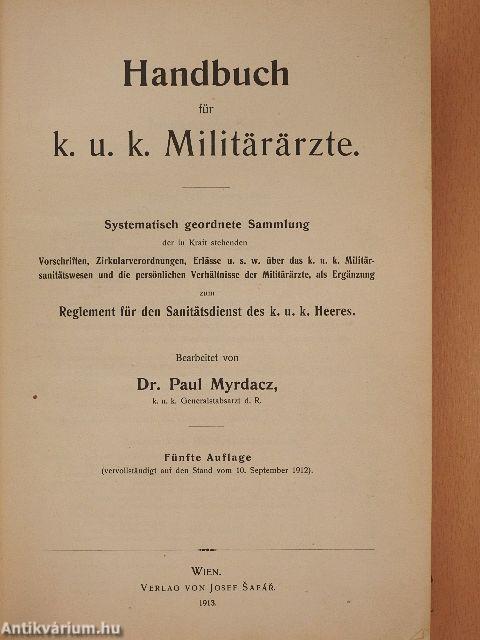 Handbuch
für
k. u. k. Militärärzte.
Systematisch geordnete Sammlung
der in Kraft stehenden
Vorschriften, Zirkularverordnungen, Erlässe u. s. w. über das k. u. k. Militär-
sanitätswesen und die persönlichen Verhältnisse der Militärärzte, als Ergänzung
zum
Reglement für den Sanitätsdienst des k. u. k. Heeres.
Bearbeitet von
Dr. Paul Myrdacz,
k. u. k. Generalstabsarzt d. R.
Fünfte Auflage
(vervollständigt auf den Stand vom 10. September 1912).
WIEN.
VERLAG VON JOSEF ŠAFÁŘ.
1913.
Antikvárium.hu